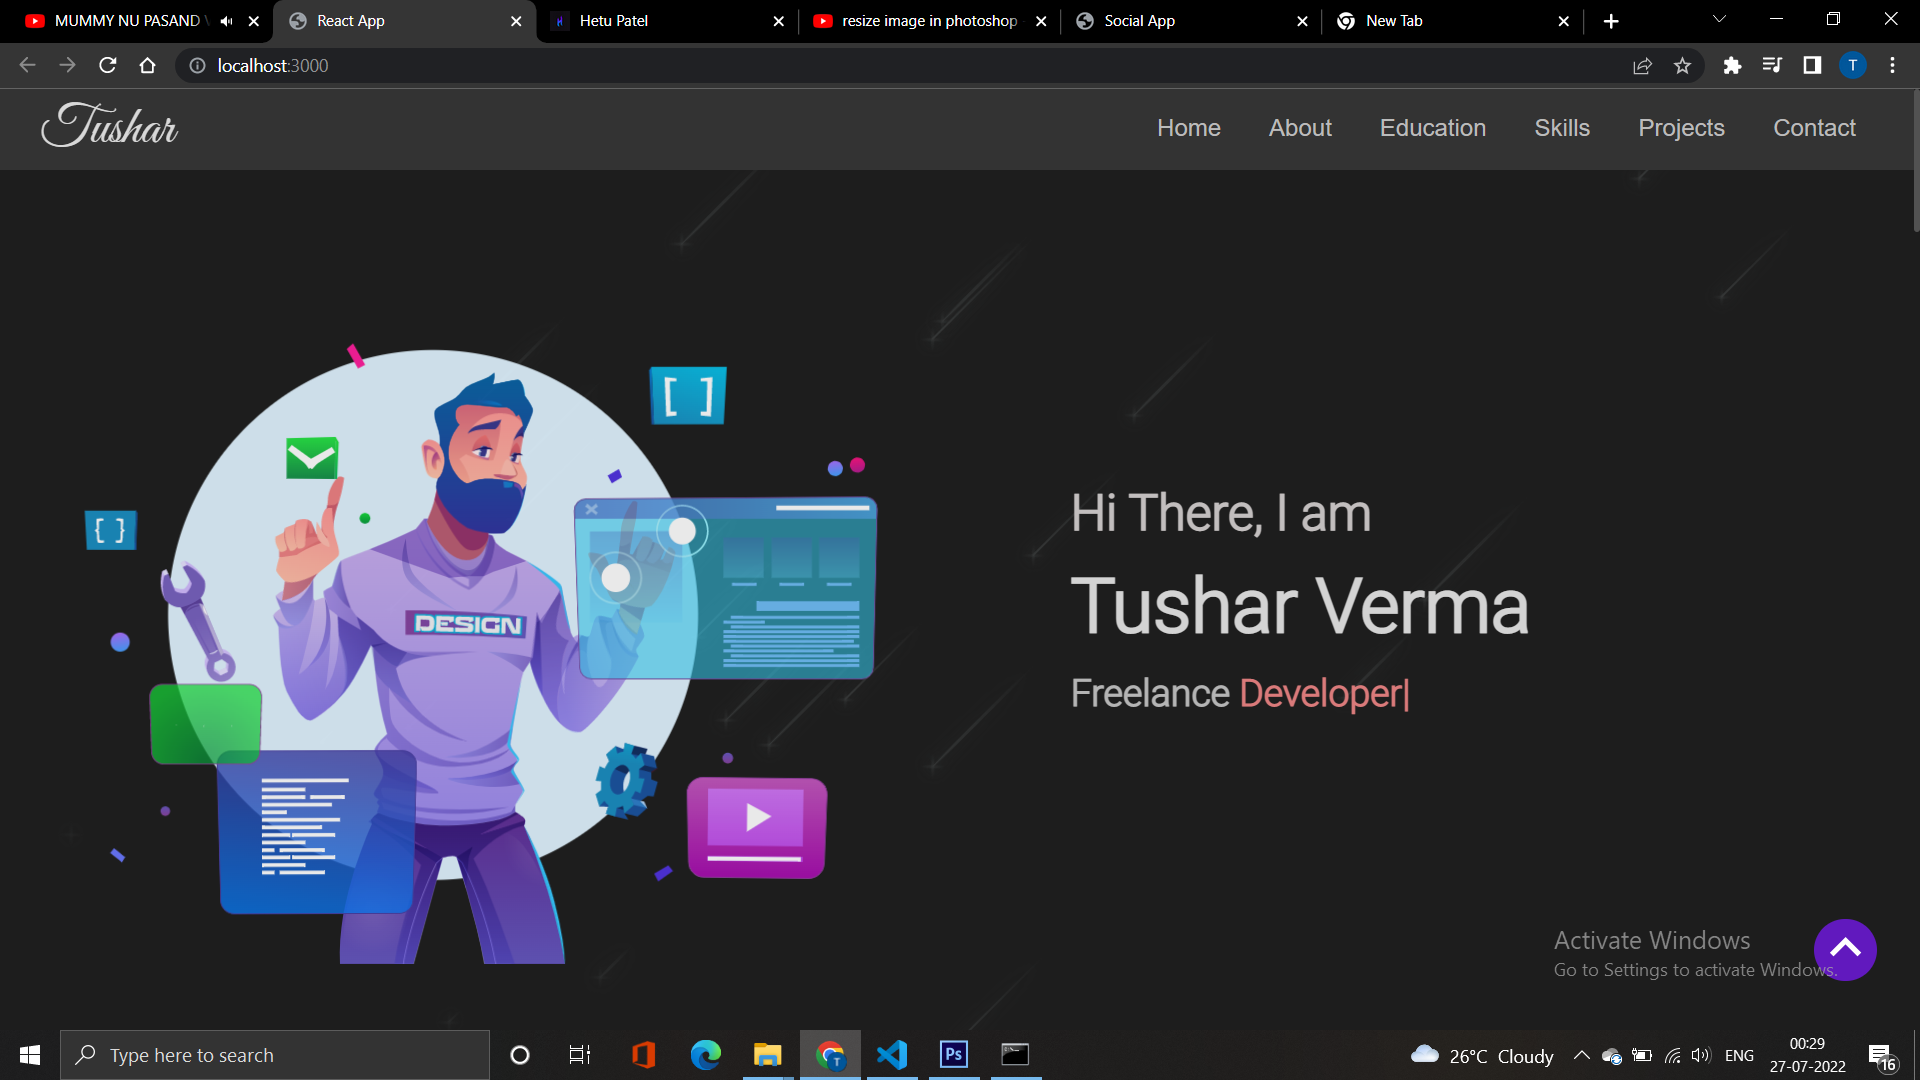 MUMMY NU PASAND
React App
Hetu Patel
resize image in photoshop
Social App
New Tab
localhost:3000
T
Tushar
Home
About
Education
Skills
Projects
Contact
[ ]
{ }
DESIGN
Hi There, I am
Tushar Verma
Freelance Developer|
Activate Windows
Go to Settings to activate Windows.
Type here to search
T
Ps
26°C Cloudy
ENG
00:29
27-07-2022
16